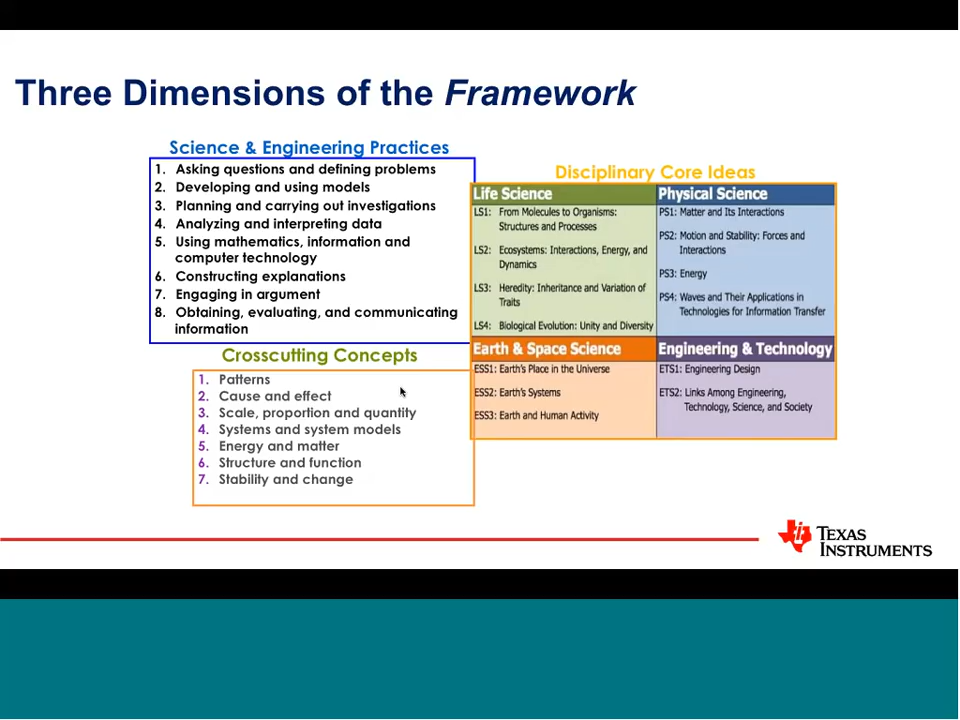 Three Dimensions of the Framework
Science & Engineering Practices
1. Asking questions and defining problems
2. Developing and using models
3. Planning and carrying out investigations
4. Analyzing and interpreting data
5. Using mathematics, information and
computer technology
6. Constructing explanations
7. Engaging in argument
8. Obtaining, evaluating, and communicating
information
Crosscutting Concepts
1. Patterns
2. Cause and effect
3. Scale, proportion and quantity
4. Systems and system models
5. Energy and matter
6. Structure and function
7. Stability and change
Disciplinary Core Ideas
Life Science
LS1: From Molecules to Organisms:
Structures and Processes
LS2: Ecosystems: Interactions, Energy, and
Dynamics
LS3: Heredity: Inheritance and Variation of
Traits
LS4: Biological Evolution: Unity and Diversity
Physical Science
PS1: Matter and Its Interactions
PS2: Motion and Stability: Forces and
Interactions
PS3: Energy
PS4: Waves and Their Applications in
Technologies for Information Transfer
Earth & Space Science
ESS1: Earth's Place in the Universe
ESS2: Earth's Systems
ESS3: Earth and Human Activity
Engineering & Technology
ETS1: Engineering Design
ETS2: Links Among Engineering,
Technology, Science, and Society
TEXAS
INSTRUMENTS